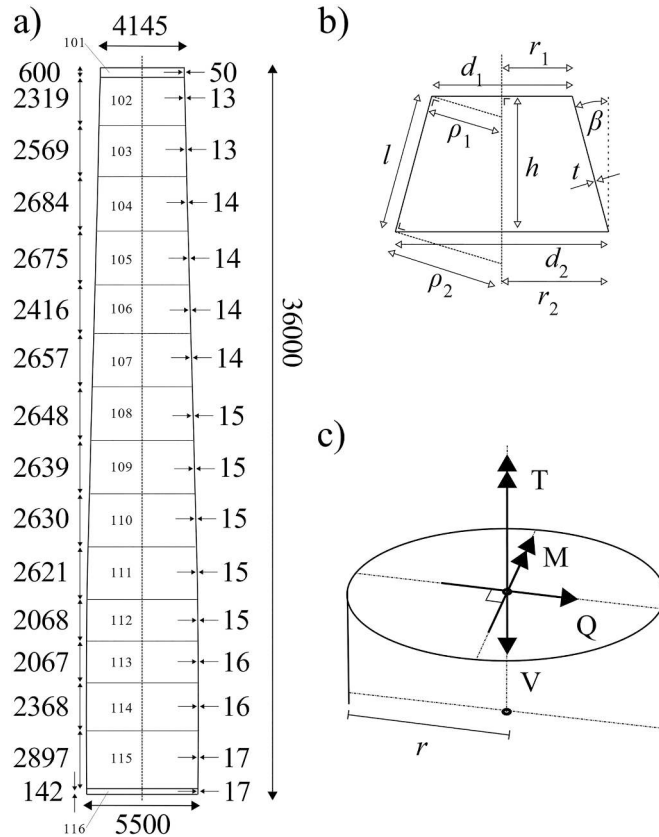 a)
4145
101
600
50
2319
102
13
2569
103
13
2684
104
14
2675
105
14
2416
106
14
2657
107
14
2648
108
15
2639
109
15
2630
110
15
2621
111
15
2068
112
15
2067
113
16
2368
114
16
2897
115
17
142
17
116
5500
36000
b)
d₁
r₁
β
ρ₁
l
h
t
d₂
ρ₂
r₂
c)
T
M
Q
V
r